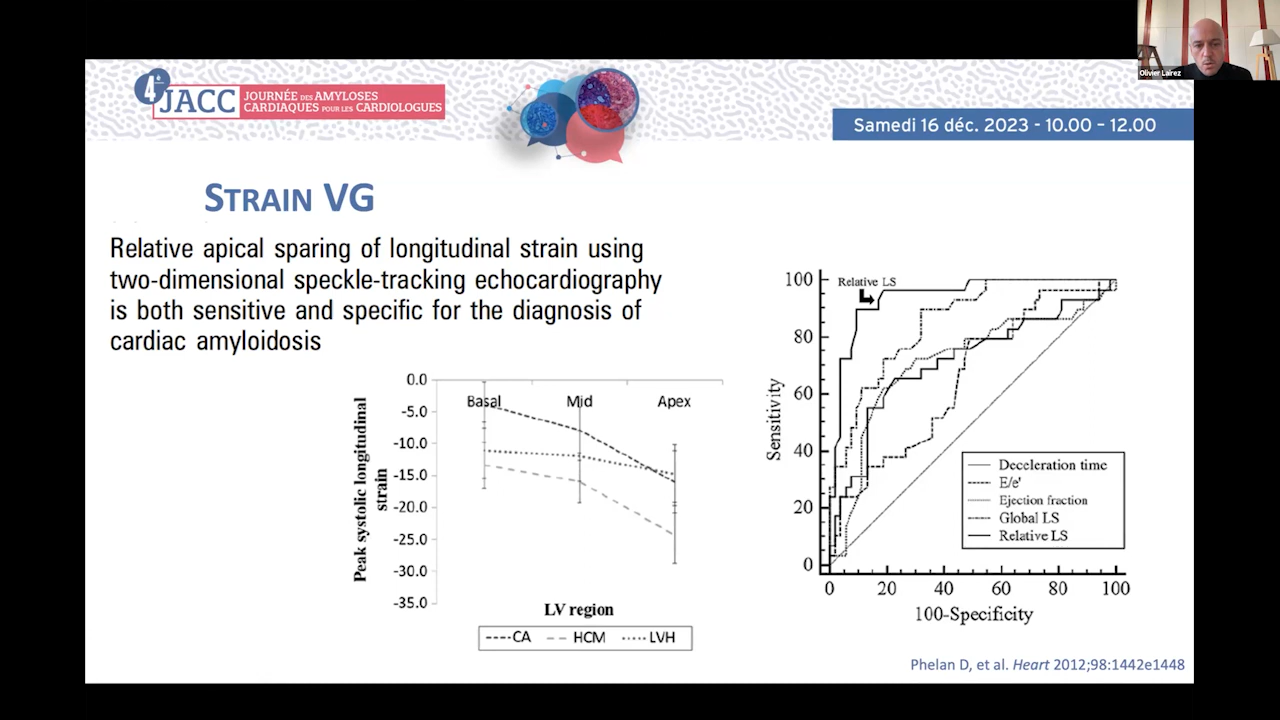 Olivier Lairez
4e
JACC
JOURNÉE DES AMYLOSES
CARDIAQUES POUR LES CARDIOLOGUES
Samedi 16 déc. 2023 - 10.00 – 12.00
STRAIN VG
Relative apical sparing of longitudinal strain using
two-dimensional speckle-tracking echocardiography
is both sensitive and specific for the diagnosis of
cardiac amyloidosis
0.0
-5.0
-10.0
-15.0
-20.0
-25.0
-30.0
-35.0
Basal
Mid
Apex
Peak systolic longitudinal
strain
LV region
CA
HCM
LVH
Relative LS
100
80
60
40
20
0
Sensitivity
Deceleration time
E/e'
Ejection fraction
Global LS
Relative LS
0
20
40
60
80
100
100-Specificity
Phelan D, et al. Heart 2012;98:1442e1448